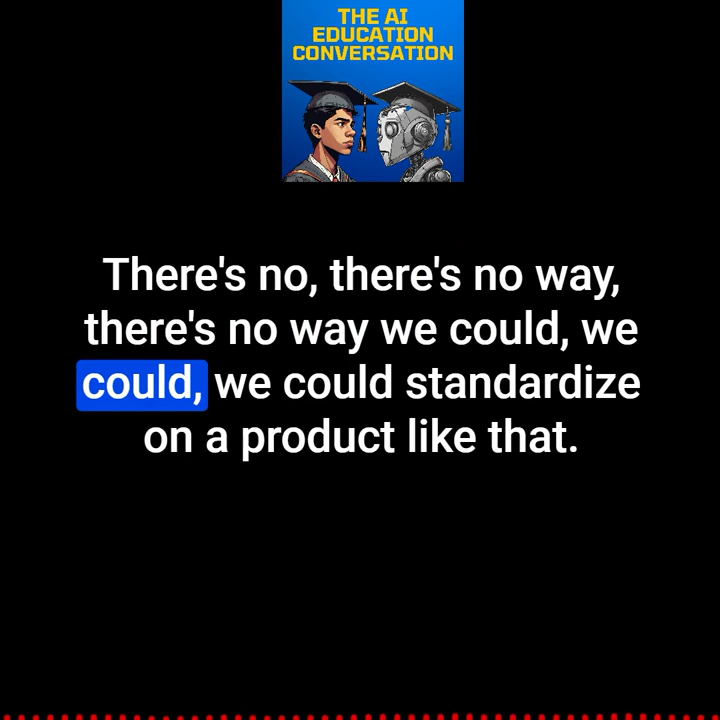 THE AI
EDUCATION
CONVERSATION
There's no, there's no way,
there's no way we could, we
could, we could standardize
on a product like that.